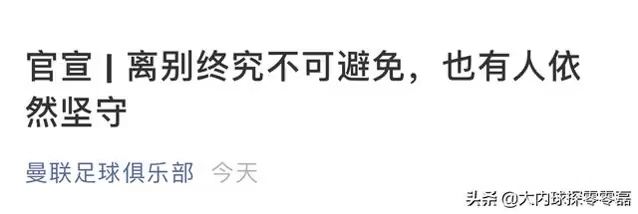 官宣 | 离别终究不可避免，也有人依
然坚守
曼联足球俱乐部 今天
头条 @大内球探零零磊